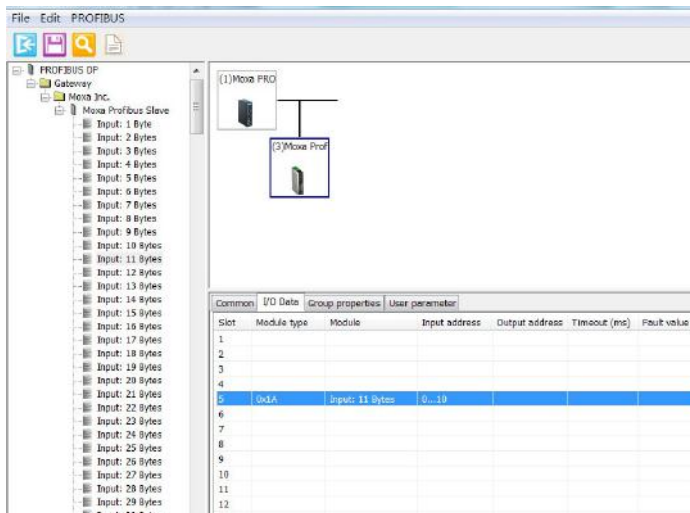 File Edit PROFIBUS
PROFIBUS DP
Gateway
Moxa Inc.
Moxa Profibus Slave
Input: 1 Byte
Input: 2 Bytes
Input: 3 Bytes
Input: 4 Bytes
Input: 5 Bytes
Input: 6 Bytes
Input: 7 Bytes
Input: 8 Bytes
Input: 9 Bytes
Input: 10 Bytes
Input: 11 Bytes
Input: 12 Bytes
Input: 13 Bytes
Input: 14 Bytes
Input: 15 Bytes
Input: 16 Bytes
Input: 17 Bytes
Input: 18 Bytes
Input: 19 Bytes
Input: 20 Bytes
Input: 21 Bytes
Input: 22 Bytes
Input: 23 Bytes
Input: 24 Bytes
Input: 25 Bytes
Input: 26 Bytes
Input: 27 Bytes
Input: 28 Bytes
Input: 29 Bytes
(1)Moxa PRO
(3)Moxa Prof
Common I/O Data Group properties User parameter
Slot Module type Module Input address Output address Timeout (ms) Fault value
1
2
3
4
5 0x1A Input: 11 Bytes 0...10
6
7
8
9
10
11
12